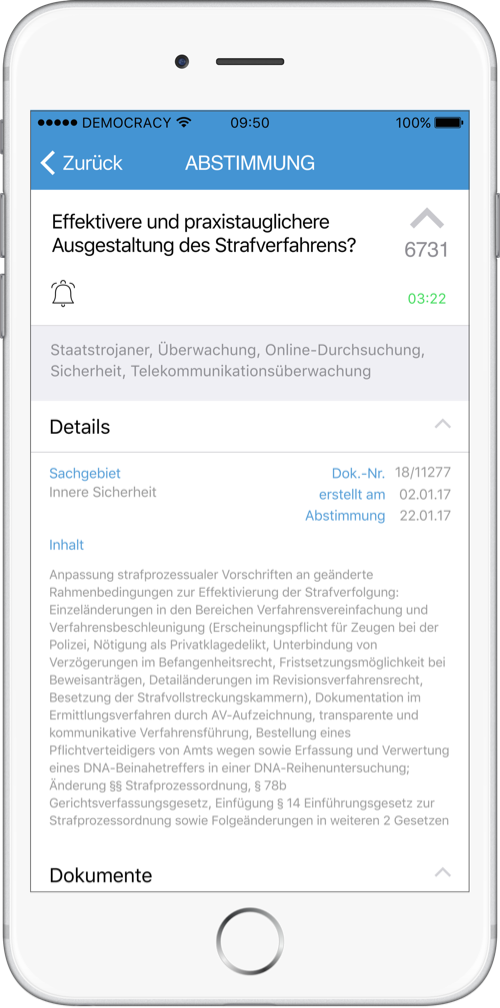 DEMOCRACY 09:50 100%
Zurück ABSTIMMUNG
Effektivere und praxistauglichere
Ausgestaltung des Strafverfahrens?
6731
03:22
Staatstrojaner, Überwachung, Online-Durchsuchung,
Sicherheit, Telekommunikationsüberwachung
Details
Sachgebiet Dok.-Nr. 18/11277
Innere Sicherheit erstellt am 02.01.17
Abstimmung 22.01.17
Inhalt
Anpassung strafprozessualer Vorschriften an geänderte
Rahmenbedingungen zur Effektivierung der Strafverfolgung:
Einzeländerungen in den Bereichen Verfahrensvereinfachung und
Verfahrensbeschleunigung (Erscheinungspflicht für Zeugen bei der
Polizei, Nötigung als Privatklagedelikt, Unterbindung von
Verzögerungen im Befangenheitsrecht, Fristsetzungsmöglichkeit bei
Beweisanträgen, Detailänderungen im Revisionsverfahrensrecht,
Besetzung der Strafvollstreckungskammern), Dokumentation im
Ermittlungsverfahren durch AV-Aufzeichnung, transparente und
kommunikative Verfahrensführung, Bestellung eines
Pflichtverteidigers von Amts wegen sowie Erfassung und Verwertung
eines DNA-Beinahetreffers in einer DNA-Reihenuntersuchung;
Änderung §§ Strafprozessordnung, § 78b
Gerichtsverfassungsgesetz, Einfügung § 14 Einführungsgesetz zur
Strafprozessordnung sowie Folgeänderungen in weiteren 2 Gesetzen
Dokumente